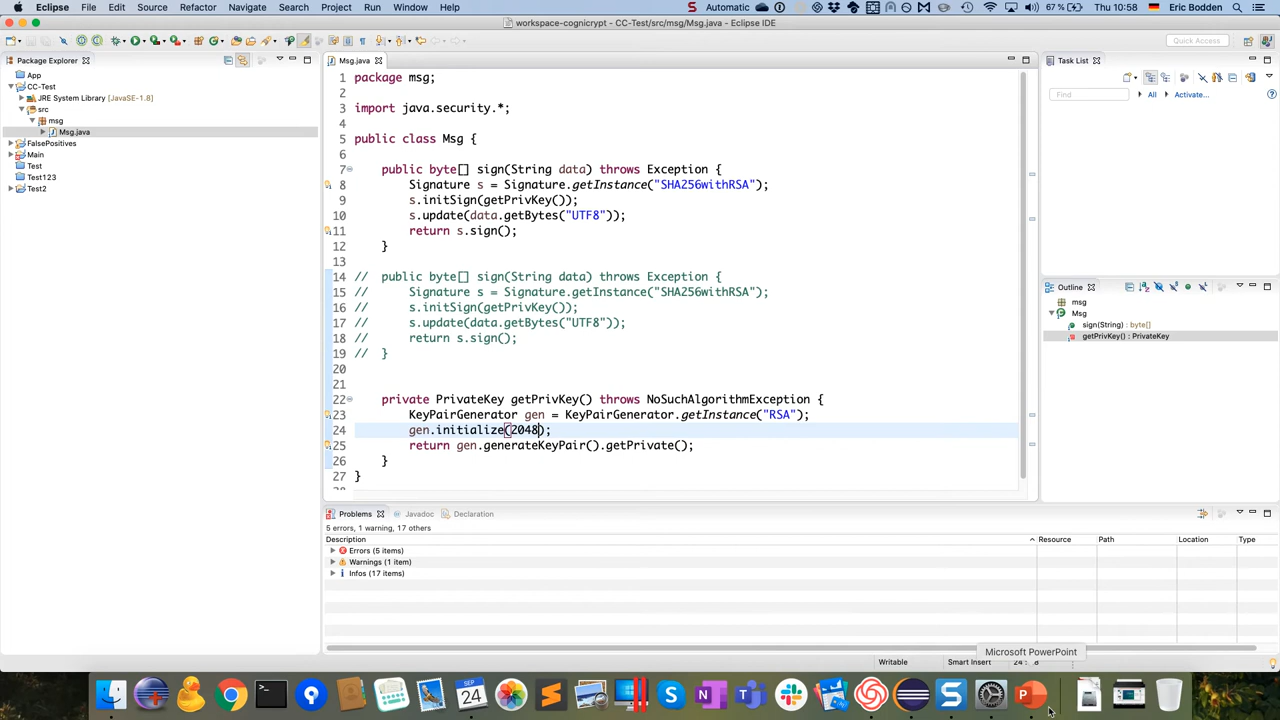 Eclipse File Edit Source Refactor Navigate Search Project Run Window Help
Automatic 67 % Thu 10:58 Eric Bodden
workspace-cognicrypt - CC-Test/src/msg/Msg.java - Eclipse IDE
Quick Access
Package Explorer
App
CC-Test
JRE System Library [JavaSE-1.8]
src
msg
Msg.java
FalsePositives
Main
Test
Test123
Test2
Msg.java
1 package msg;
2
3 import java.security.*;
4
5 public class Msg {
6
7 public byte[] sign(String data) throws Exception {
8 Signature s = Signature.getInstance("SHA256withRSA");
9 s.initSign(getPrivKey());
10 s.update(data.getBytes("UTF8"));
11 return s.sign();
12 }
13
14 // public byte[] sign(String data) throws Exception {
15 // Signature s = Signature.getInstance("SHA256withRSA");
16 // s.initSign(getPrivKey());
17 // s.update(data.getBytes("UTF8"));
18 // return s.sign();
19 // }
20
21
22 private PrivateKey getPrivKey() throws NoSuchAlgorithmException {
23 KeyPairGenerator gen = KeyPairGenerator.getInstance("RSA");
24 gen.initialize(2048);
25 return gen.generateKeyPair().getPrivate();
26 }
27 }
Task List
Find All Activate...
Outline
msg
Msg
sign(String) : byte[]
getPrivKey() : PrivateKey
Problems Javadoc Declaration
5 errors, 1 warning, 17 others
Description Resource Path Location Type
Errors (5 items)
Warnings (1 item)
Infos (17 items)
Microsoft PowerPoint
Writable Smart Insert
SEP
24